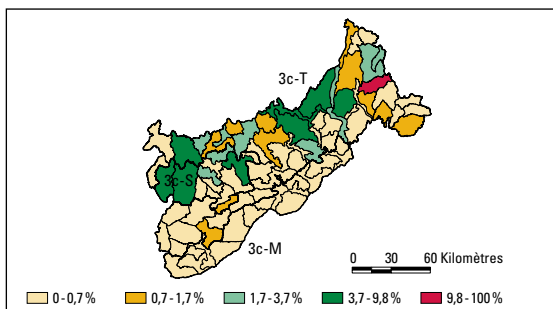 3c-T
3c-S
3c-M
0 30 60 Kilomètres
0 - 0,7 % 0,7 - 1,7 % 1,7 - 3,7 % 3,7 - 9,8 % 9,8 - 100 %